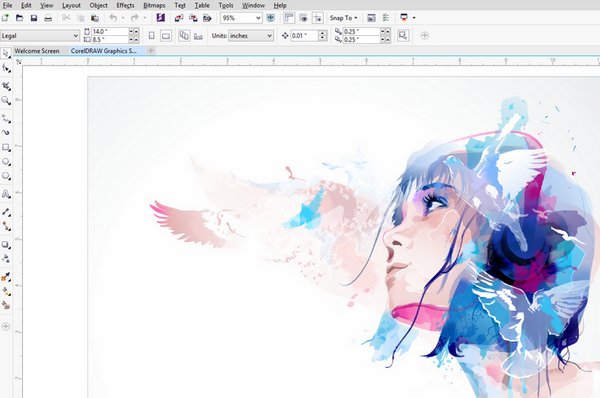 File Edit View Layout Object Effects Bitmaps Text Table Tools Window Help
95% Snap To
Legal 14.0 " 8.5 " Units: inches 0.01 " 0.25 " 0.25 "
Welcome Screen CorelDRAW Graphics S...